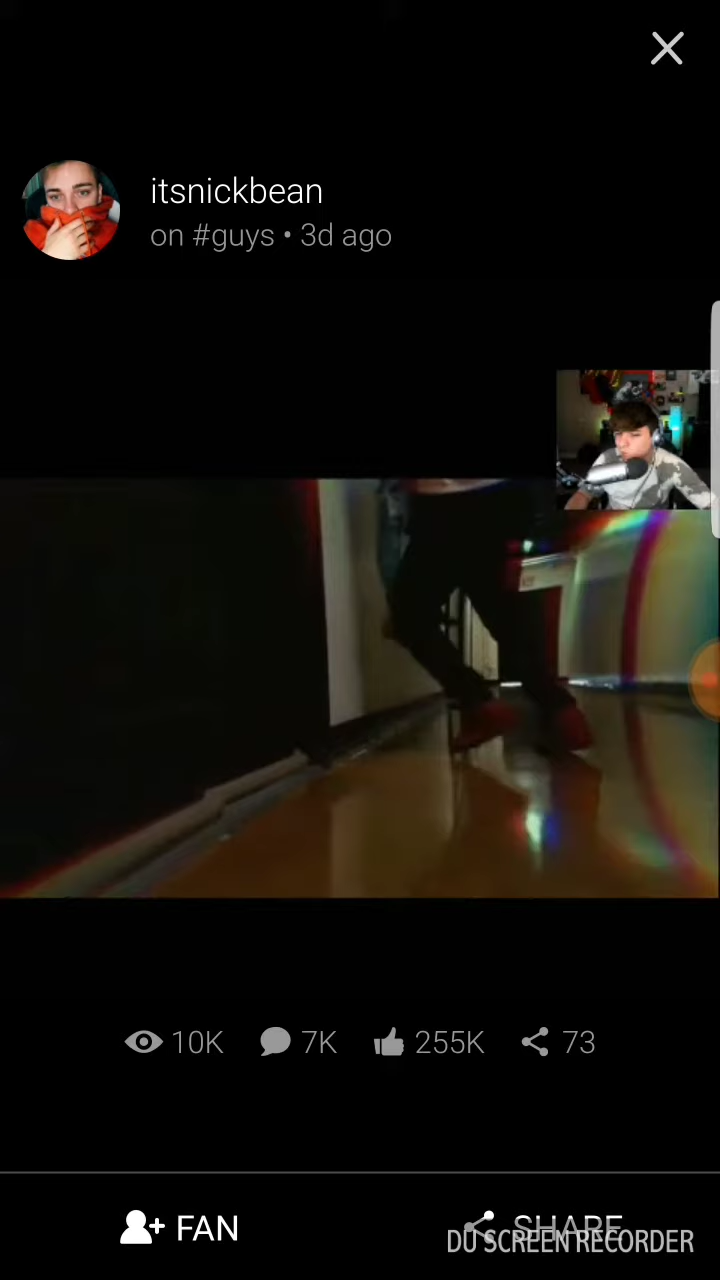 itsnickbean
on #guys • 3d ago
10K 7K 255K 73
FAN SHARE
DU SCREEN RECORDER